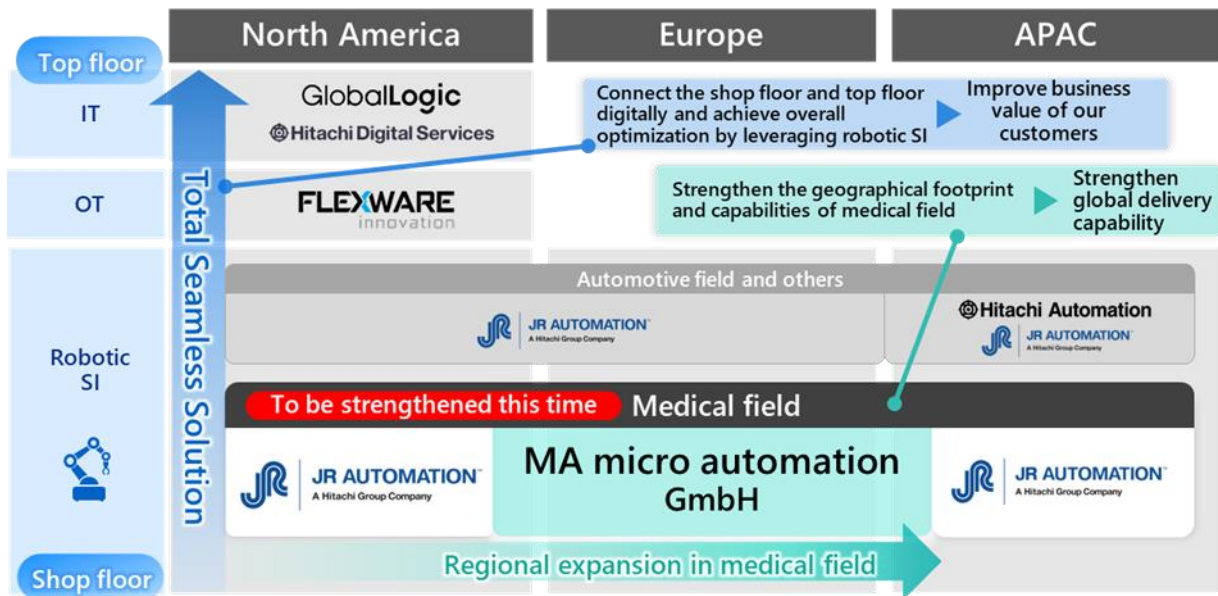 North America
Europe
APAC
Top floor
IT
GlobalLogic
Hitachi Digital Services
Connect the shop floor and top floor
digitally and achieve overall
optimization by leveraging robotic SI
Improve business
value of our
customers
OT
FLEXWARE
innovation
Strengthen the geographical footprint
and capabilities of medical field
Strengthen
global delivery
capability
Total Seamless Solution
Robotic
SI
Automotive field and others
JR AUTOMATION™
A Hitachi Group Company
Hitachi Automation
JR AUTOMATION™
A Hitachi Group Company
To be strengthened this time
Medical field
JR AUTOMATION™
A Hitachi Group Company
MA micro automation
GmbH
JR AUTOMATION™
A Hitachi Group Company
Regional expansion in medical field
Shop floor